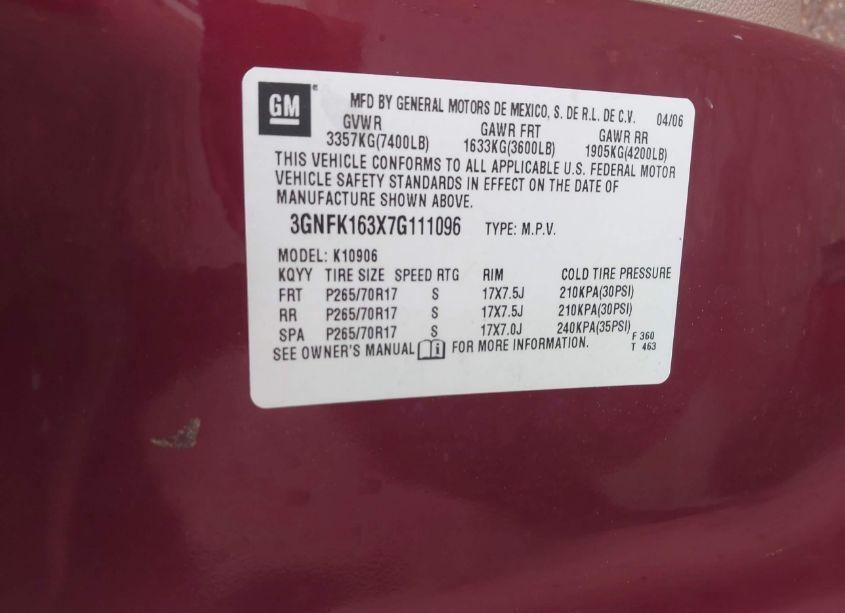 GM
MFD BY GENERAL MOTORS DE MEXICO, S. DE R.L. DE C.V. 04/06
GVWR GAWR FRT GAWR RR
3357KG(7400LB) 1633KG(3600LB) 1905KG(4200LB)
THIS VEHICLE CONFORMS TO ALL APPLICABLE U.S. FEDERAL MOTOR
VEHICLE SAFETY STANDARDS IN EFFECT ON THE DATE OF
MANUFACTURE SHOWN ABOVE.
3GNFK163X7G111096 TYPE: M.P.V.
MODEL: K10906
KQYY TIRE SIZE SPEED RTG RIM COLD TIRE PRESSURE
FRT P265/70R17 S 17X7.5J 210KPA(30PSI)
RR P265/70R17 S 17X7.5J 210KPA(30PSI)
SPA P265/70R17 S 17X7.0J 240KPA(35PSI)
F 360
SEE OWNER'S MANUAL i FOR MORE INFORMATION. T 463